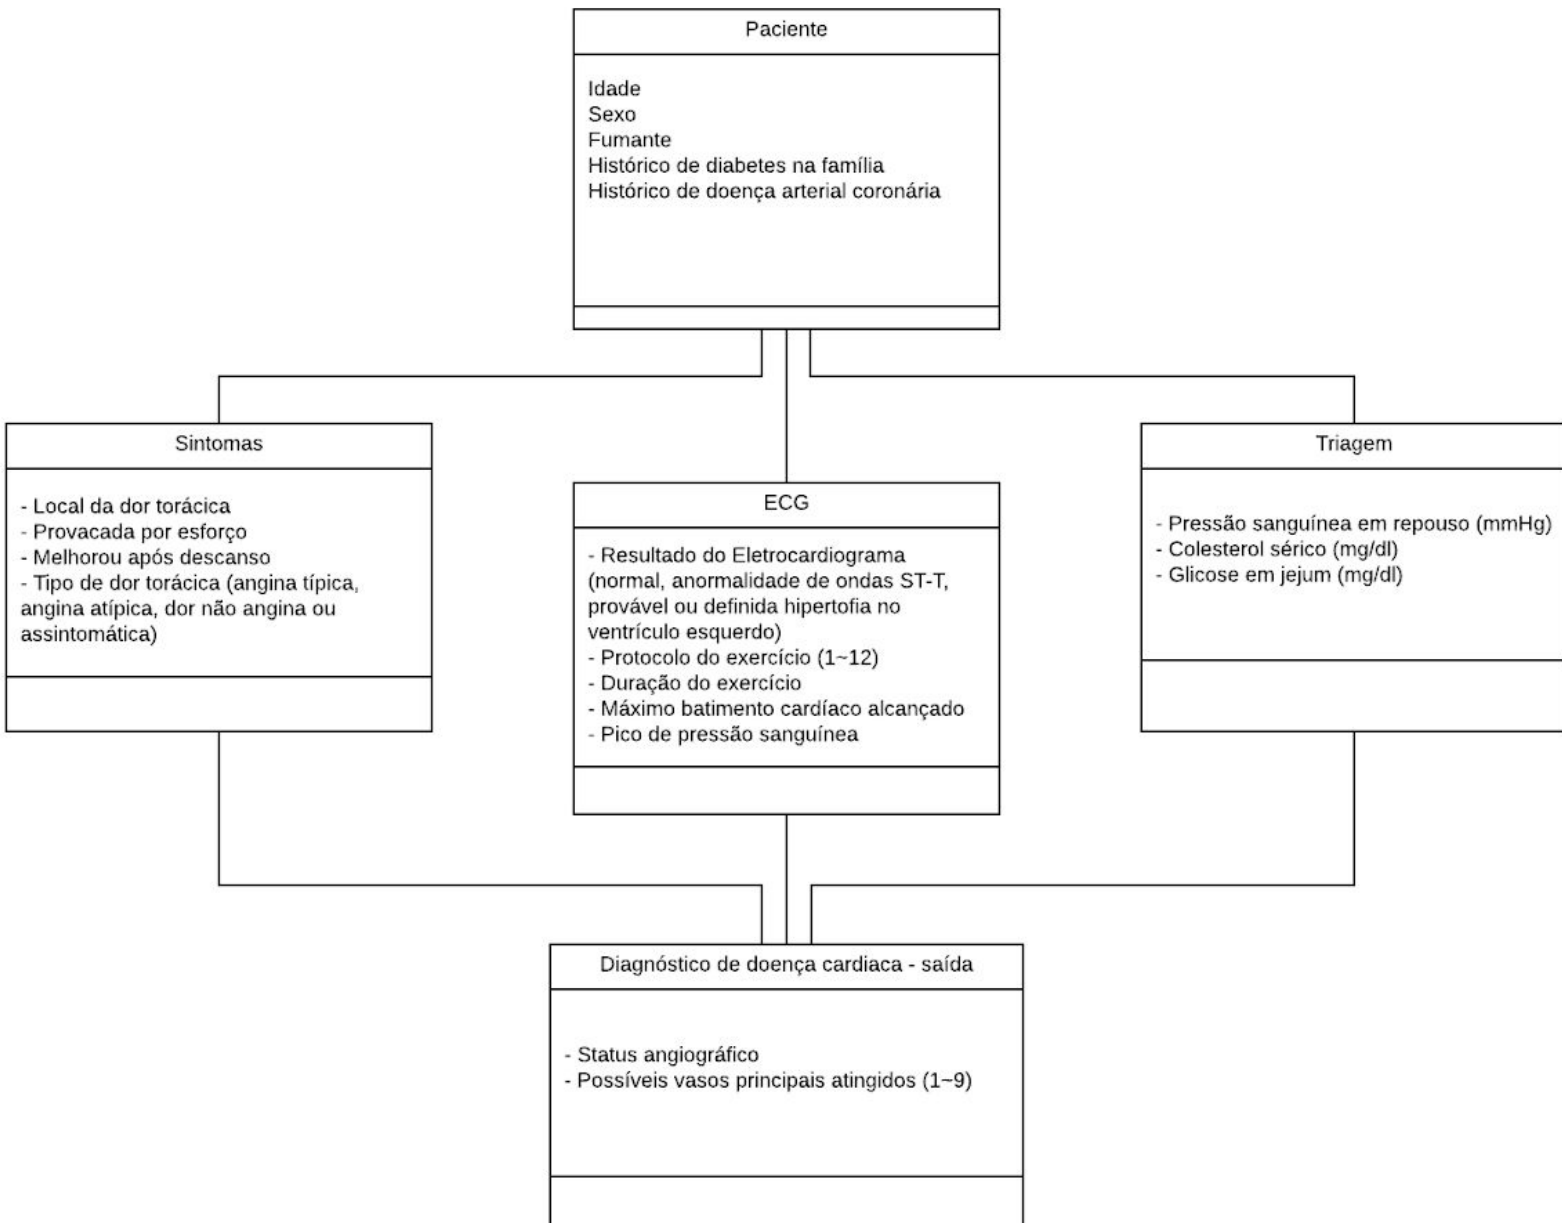 Paciente
Idade
Sexo
Fumante
Histórico de diabetes na família
Histórico de doença arterial coronária
Sintomas
- Local da dor torácica
- Provacada por esforço
- Melhorou após descanso
- Tipo de dor torácica (angina típica,
angina atípica, dor não angina ou
assintomática)
ECG
- Resultado do Eletrocardiograma
(normal, anormalidade de ondas ST-T,
provável ou definida hipertofia no
ventrículo esquerdo)
- Protocolo do exercício (1~12)
- Duração do exercício
- Máximo batimento cardíaco alcançado
- Pico de pressão sanguínea
Triagem
- Pressão sanguínea em repouso (mmHg)
- Colesterol sérico (mg/dl)
- Glicose em jejum (mg/dl)
Diagnóstico de doença cardiaca - saída
- Status angiográfico
- Possíveis vasos principais atingidos (1~9)